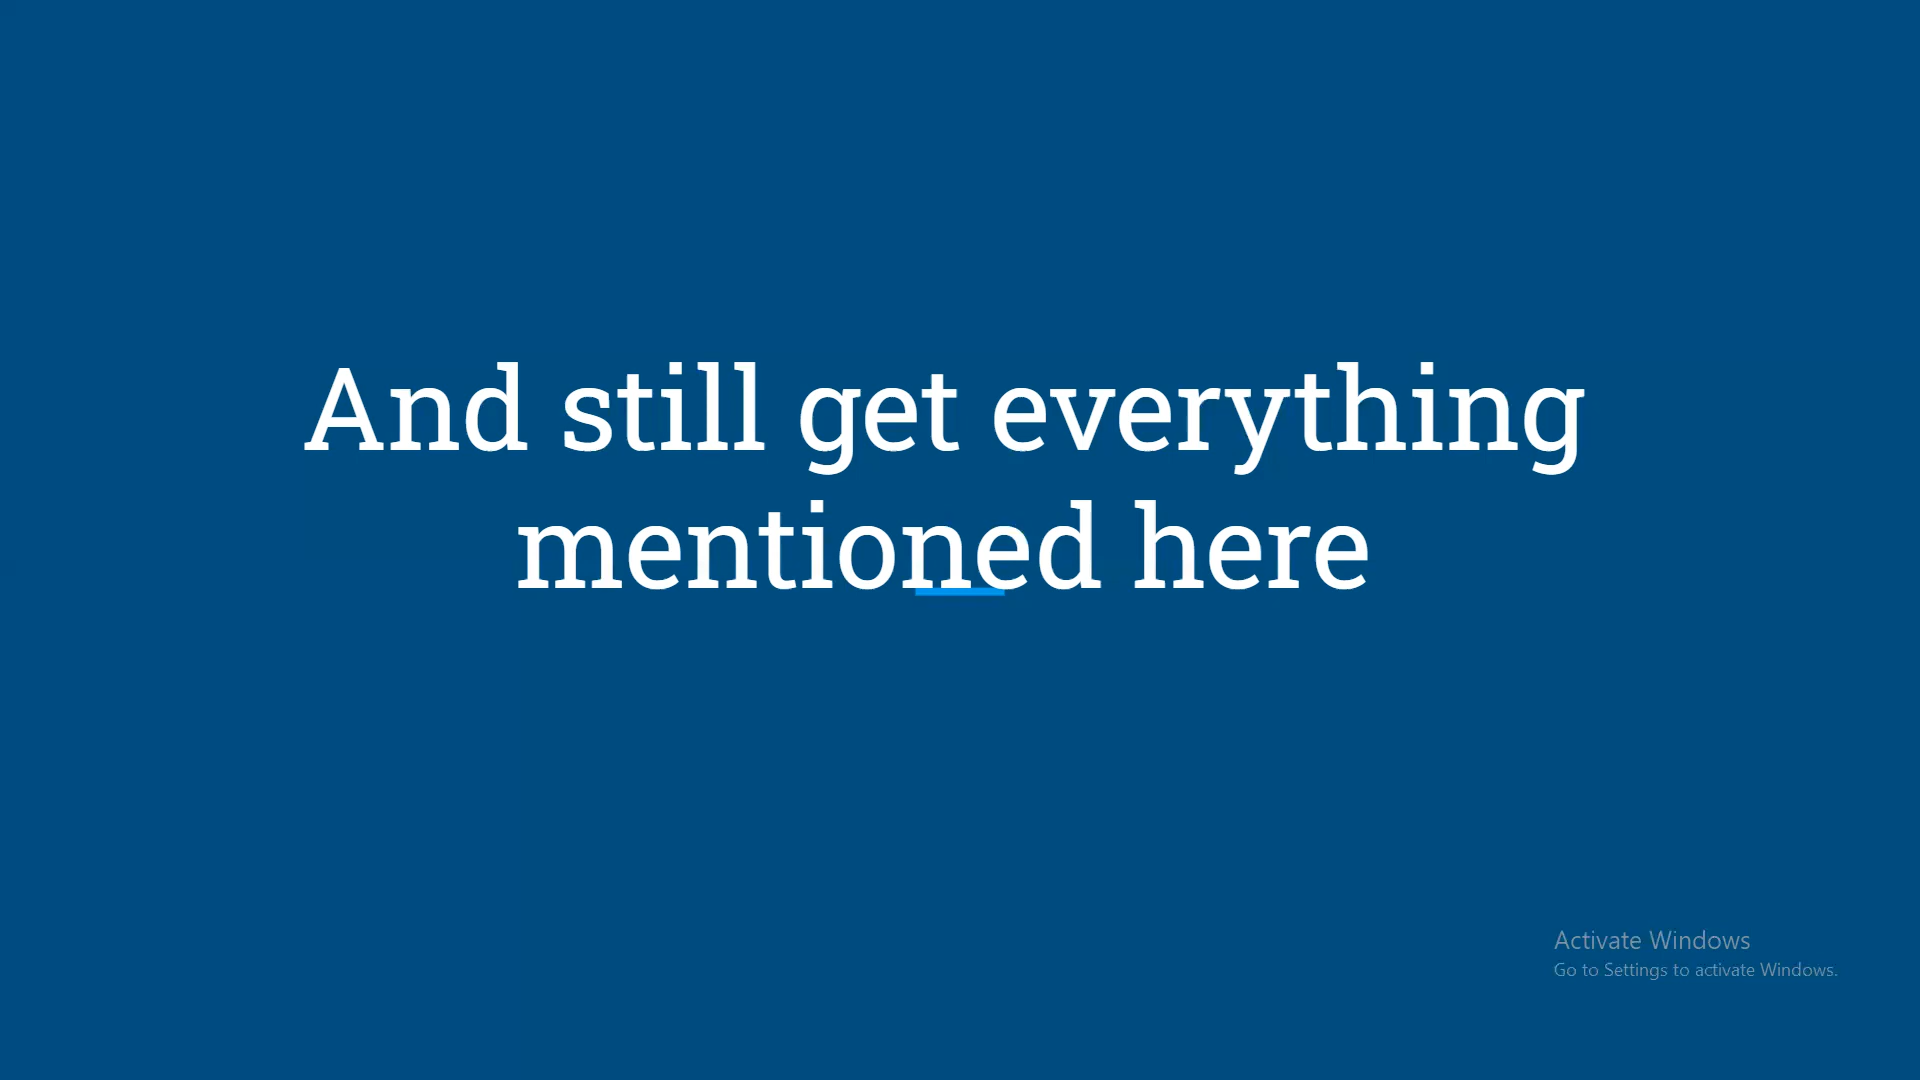 And still get everything
mentioned here
Activate Windows
Go to Settings to activate Windows.